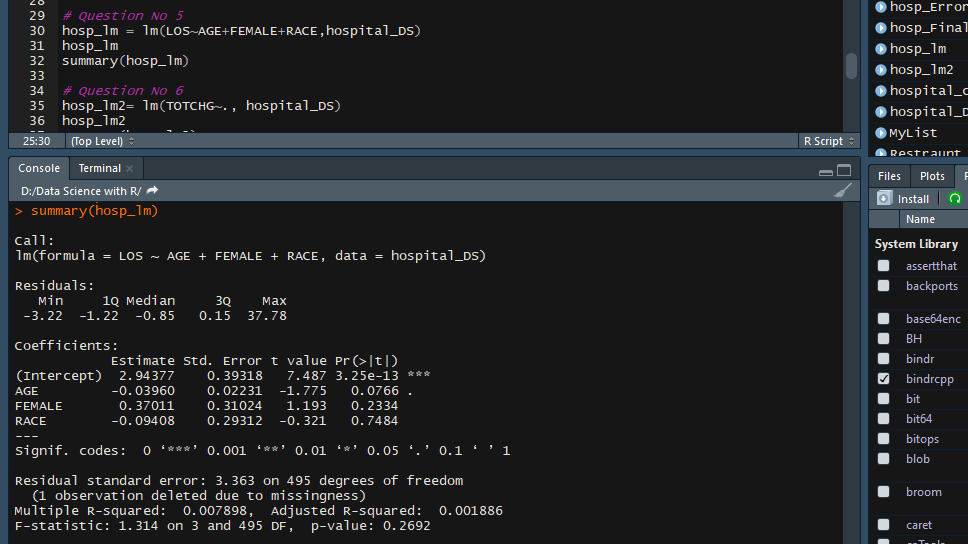 28
29 # Question No 5
30 hosp_lm = lm(LOS~AGE+FEMALE+RACE,hospital_DS)
31 hosp_lm
32 summary(hosp_lm)
33
34 # Question No 6
35 hosp_lm2= lm(TOTCHG~., hospital_DS)
36 hosp_lm2
25:30 (Top Level) R Script
Console Terminal
D:/Data Science with R/
> summary(hosp_lm)
Call:
lm(formula = LOS ~ AGE + FEMALE + RACE, data = hospital_DS)
Residuals:
Min 1Q Median 3Q Max
-3.22 -1.22 -0.85 0.15 37.78
Coefficients:
Estimate Std. Error t value Pr(>|t|)
(Intercept) 2.94377 0.39318 7.487 3.25e-13 ***
AGE -0.03960 0.02231 -1.775 0.0766 .
FEMALE 0.37011 0.31024 1.193 0.2334
RACE -0.09408 0.29312 -0.321 0.7484
---
Signif. codes: 0 ‘***’ 0.001 ‘**’ 0.01 ‘*’ 0.05 ‘.’ 0.1 ‘ ’ 1
Residual standard error: 3.363 on 495 degrees of freedom
(1 observation deleted due to missingness)
Multiple R-squared: 0.007898, Adjusted R-squared: 0.001886
F-statistic: 1.314 on 3 and 495 DF, p-value: 0.2692
hosp_Error
hosp_Final
hosp_lm
hosp_lm2
hospital_
hospital_D
MyList
Restraunt
Files Plots
Install
Name
System Library
assertthat
backports
base64enc
BH
bindr
bindrcpp
bit
bit64
bitops
blob
broom
caret